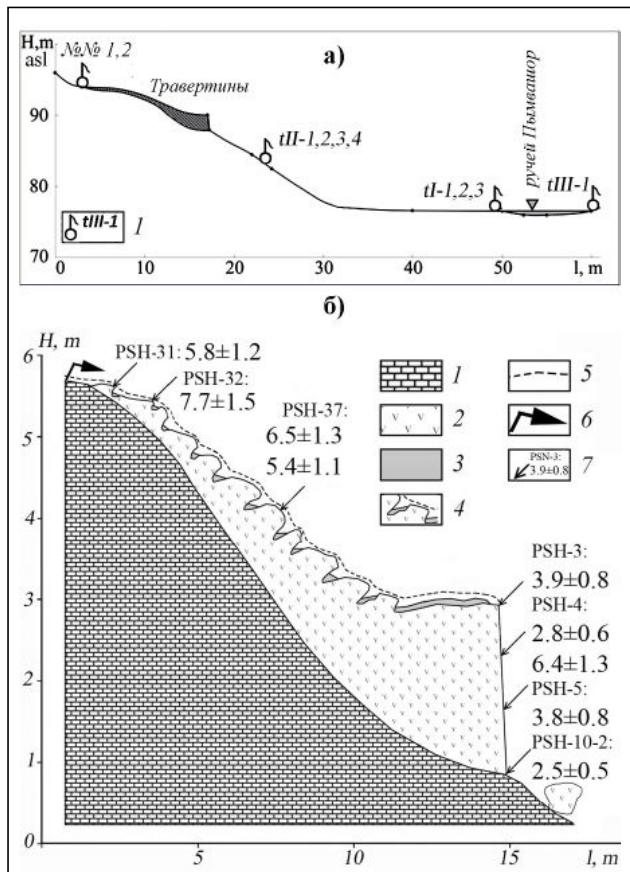 а)
H,m
asl
№№ 1,2
Травертины
90
tII-1,2,3,4
ручей Пымвашор
80
tI-1,2,3
tIII-1
tIII-1
1
70
0
10
20
30
40
50
60
l, m
б)
H, m
6
PSH-31: 5.8±1.2
PSH-32:
7.7±1.5
PSH-37:
6.5±1.3
5.4±1.1
1
5
2
6
3
PSN-3:
3.9±0.8
7
4
5
4
PSH-3:
3.9±0.8
PSH-4:
2.8±0.6
6.4±1.3
PSH-5:
3.8±0.8
PSH-10-2:
2.5±0.5
3
2
1
0
5
10
15
l, m